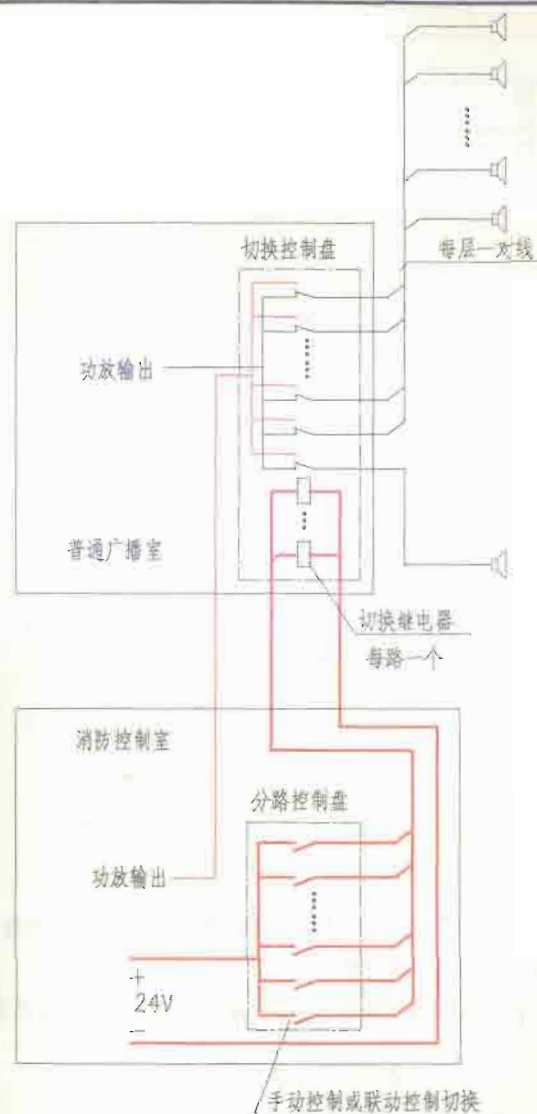 每层一对线
切换控制盘
功放输出
普通广播室
切换继电器
每路一个
消防控制室
分路控制盘
功放输出
+
24V
-
手动控制或联动控制切换